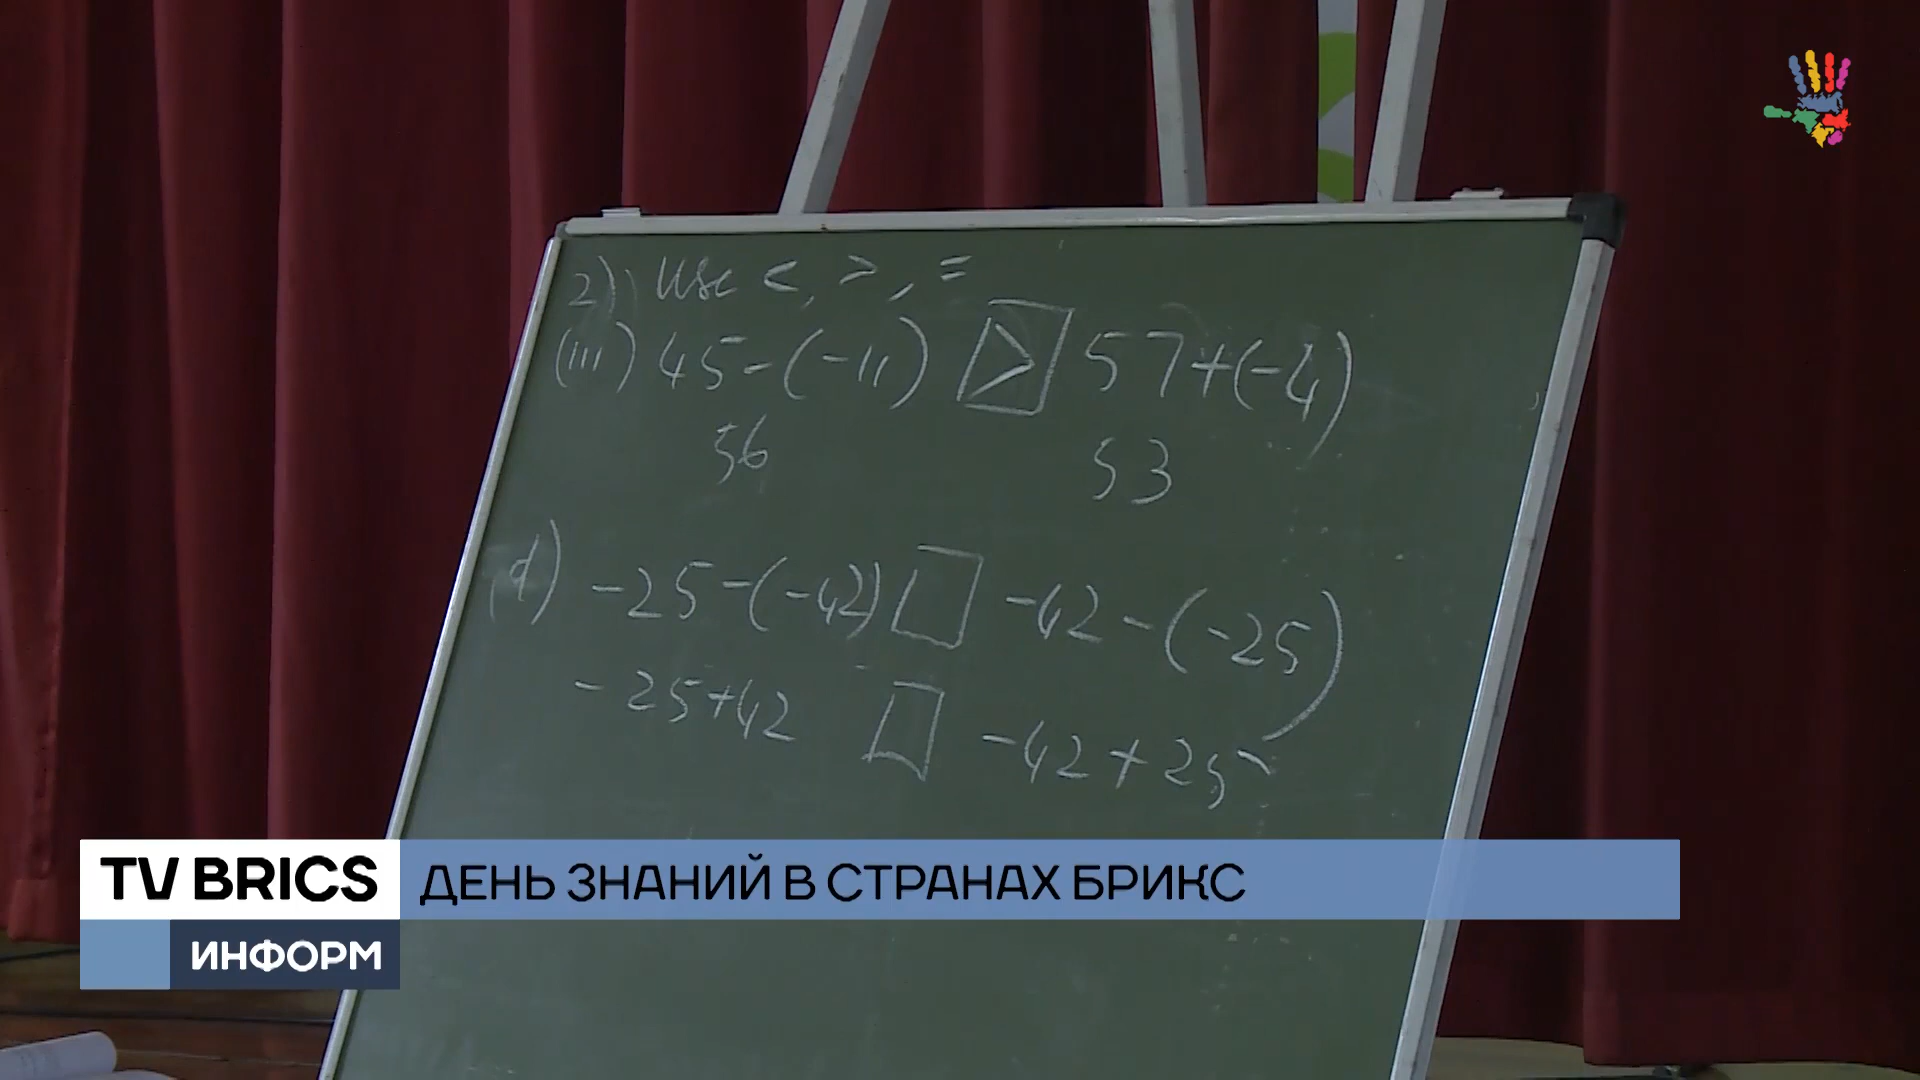 2) Use <, >, =
(III) 45-(-11) > 57+(-4)
56 53
(d) -25-(-42) □ -42-(-25)
-25+42 □ -42+25
TV BRICS ДЕНЬ ЗНАНИЙ В СТРАНАХ БРИКС
ИНФОРМ